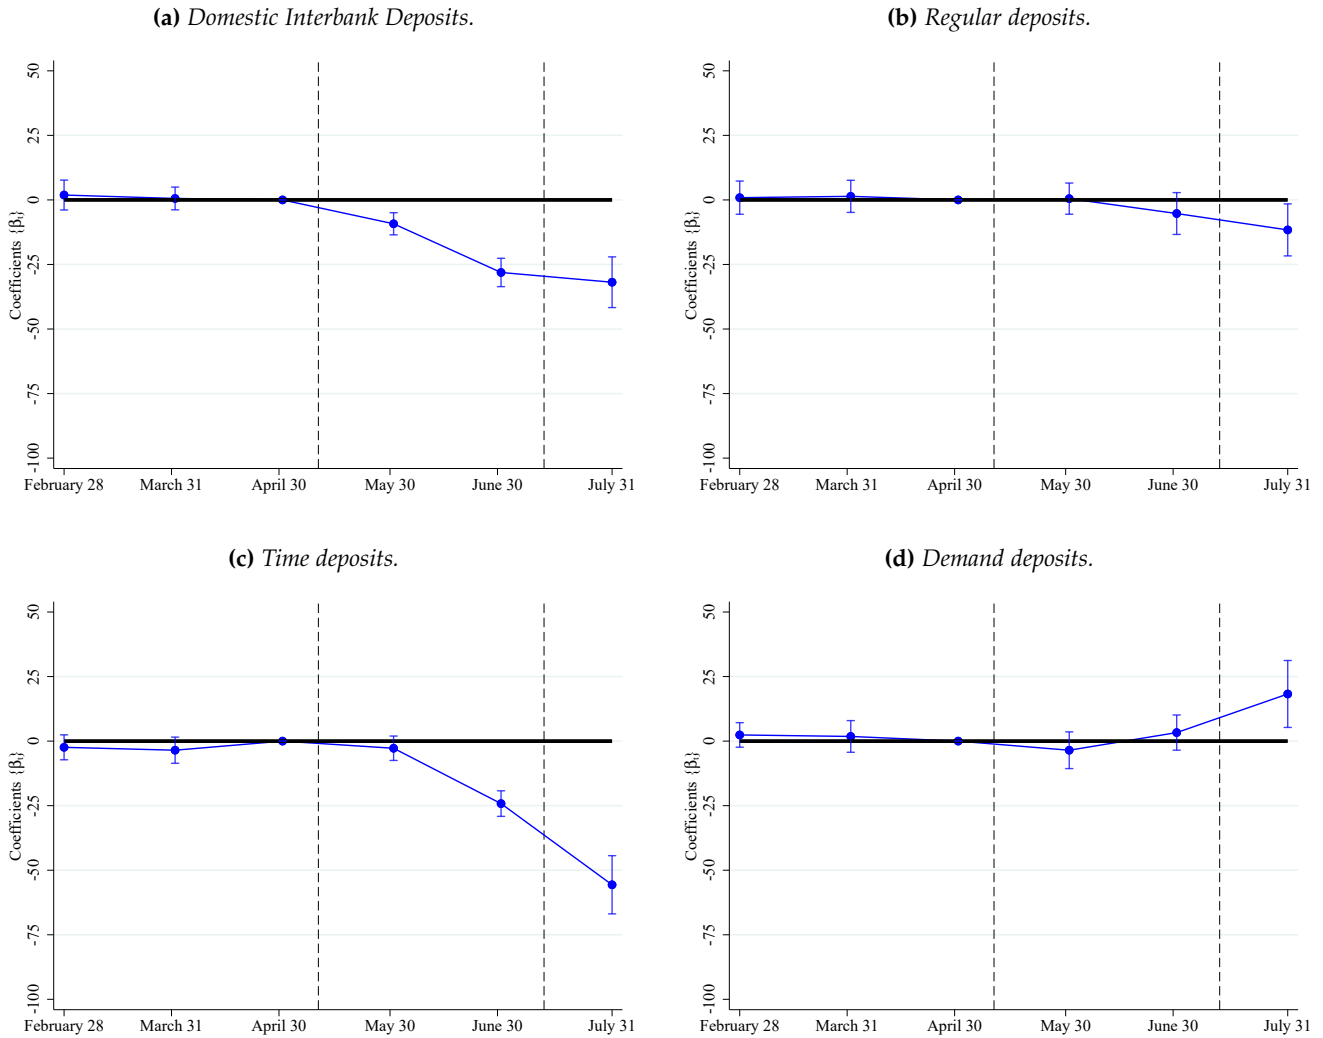 (a) Domestic Interbank Deposits.
50
25
0
-25
-50
-75
-100
Coefficients {βt}
February 28 March 31 April 30 May 30 June 30 July 31
(b) Regular deposits.
50
25
0
-25
-50
-75
-100
Coefficients {βt}
February 28 March 31 April 30 May 30 June 30 July 31
(c) Time deposits.
50
25
0
-25
-50
-75
-100
Coefficients {βt}
February 28 March 31 April 30 May 30 June 30 July 31
(d) Demand deposits.
50
25
0
-25
-50
-75
-100
Coefficients {βt}
February 28 March 31 April 30 May 30 June 30 July 31